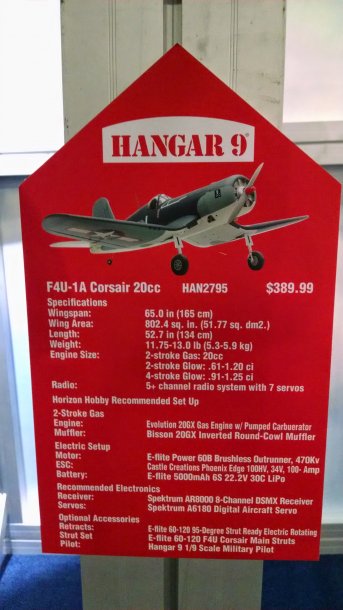 HANGAR 9®
F4U-1A Corsair 20cc HAN2795 $389.99
Specifications
Wingspan: 65.0 in (165 cm)
Wing Area: 802.4 sq. in. (51.77 sq. dm2.)
Length: 52.7 in (134 cm)
Weight: 11.75-13.0 lb (5.3-5.9 kg)
Engine Size: 2-stroke Gas: 20cc
2-stroke Glow: .61-1.20 ci
4-stroke Glow: .91-1.25 ci
Radio: 5+ channel radio system with 7 servos
Horizon Hobby Recommended Set Up
2-Stroke Gas
Engine: Evolution 20GX Gas Engine w/ Pumped Carbuerator
Muffler: Bisson 20GX Inverted Round-Cowl Muffler
Electric Setup
Motor: E-flite Power 60B Brushless Outrunner, 470Kv
ESC: Castle Creations Phoenix Edge 100HV, 34V, 100- Amp
Battery: E-flite 5000mAh 6S 22.2V 30C LiPo
Recommended Electronics
Receiver: Spektrum AR8000 8-Channel DSMX Receiver
Servos: Spektrum A6180 Digital Aircraft Servo
Optional Accessories
Retracts: E-flite 60-120 95-Degree Strut Ready Electric Rotating
Strut Set E-flite 60-120 F4U Corsair Main Struts
Pilot: Hangar 9 1/9 Scale Military Pilot